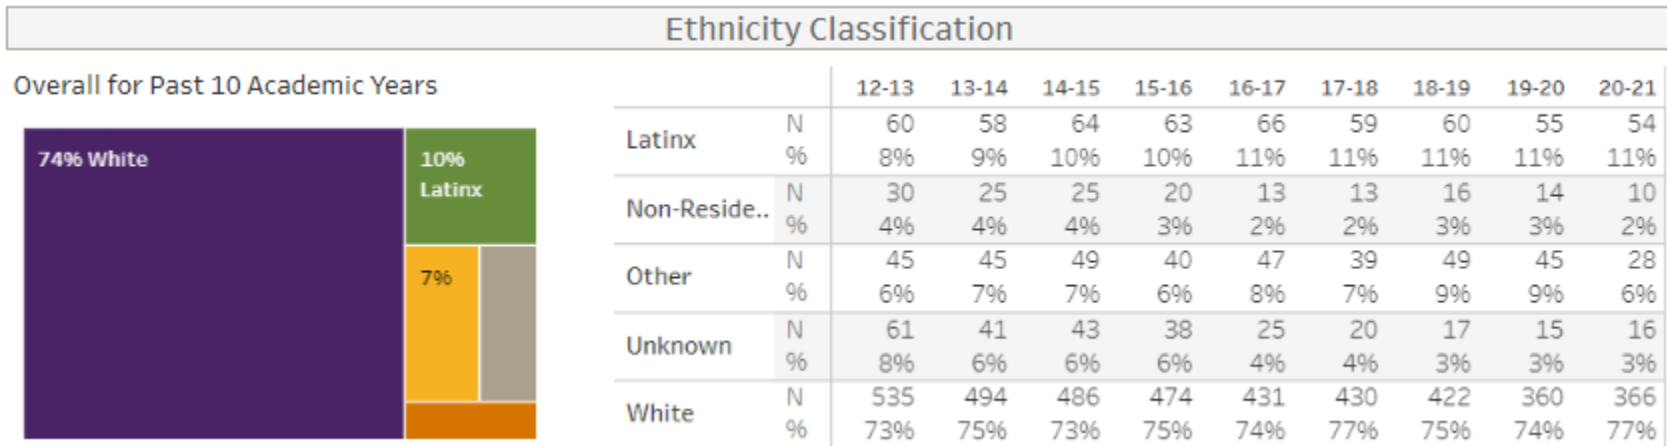 Ethnicity Classification
Overall for Past 10 Academic Years
74% White
10%
Latinx
7%
12-13 13-14 14-15 15-16 16-17 17-18 18-19 19-20 20-21
Latinx N 60 58 64 63 66 59 60 55 54
% 8% 9% 10% 10% 11% 11% 11% 11% 11%
Non-Reside.. N 30 25 25 20 13 13 16 14 10
% 4% 4% 4% 3% 2% 2% 3% 3% 2%
Other N 45 45 49 40 47 39 49 45 28
% 6% 7% 7% 6% 8% 7% 9% 9% 6%
Unknown N 61 41 43 38 25 20 17 15 16
% 8% 6% 6% 6% 4% 4% 3% 3% 3%
White N 535 494 486 474 431 430 422 360 366
% 73% 75% 73% 75% 74% 77% 75% 74% 77%